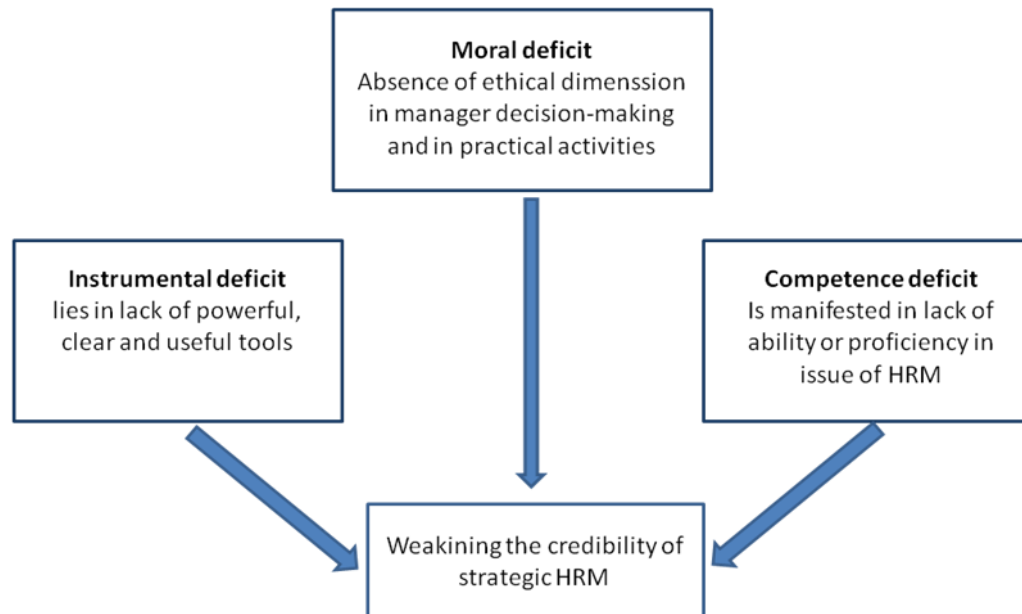 Moral deficit
Absence of ethical dimenssion
in manager decision-making
and in practical activities
Instrumental deficit
lies in lack of powerful,
clear and useful tools
Competence deficit
Is manifested in lack of
ability or proficiency in
issue of HRM
Weakining the credibility of
strategic HRM